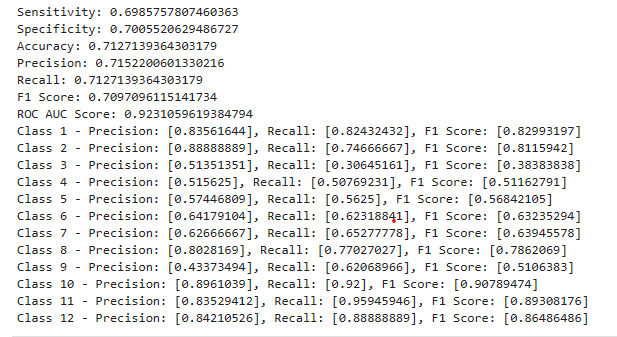 Sensitivity: 0.6985757807460363
Specificity: 0.7005520629486727
Accuracy: 0.7127139364303179
Precision: 0.7152200601330216
Recall: 0.7127139364303179
F1 Score: 0.7097096115141734
ROC AUC Score: 0.9231059619384794
Class 1 - Precision: [0.83561644], Recall: [0.82432432], F1 Score: [0.82993197]
Class 2 - Precision: [0.88888889], Recall: [0.74666667], F1 Score: [0.8115942]
Class 3 - Precision: [0.51351351], Recall: [0.30645161], F1 Score: [0.38383838]
Class 4 - Precision: [0.515625], Recall: [0.50769231], F1 Score: [0.51162791]
Class 5 - Precision: [0.57446809], Recall: [0.5625], F1 Score: [0.56842105]
Class 6 - Precision: [0.64179104], Recall: [0.62318841], F1 Score: [0.63235294]
Class 7 - Precision: [0.62666667], Recall: [0.65277778], F1 Score: [0.63945578]
Class 8 - Precision: [0.8028169], Recall: [0.77027027], F1 Score: [0.7862069]
Class 9 - Precision: [0.43373494], Recall: [0.62068966], F1 Score: [0.5106383]
Class 10 - Precision: [0.8961039], Recall: [0.92], F1 Score: [0.90789474]
Class 11 - Precision: [0.83529412], Recall: [0.95945946], F1 Score: [0.89308176]
Class 12 - Precision: [0.84210526], Recall: [0.88888889], F1 Score: [0.86486486]